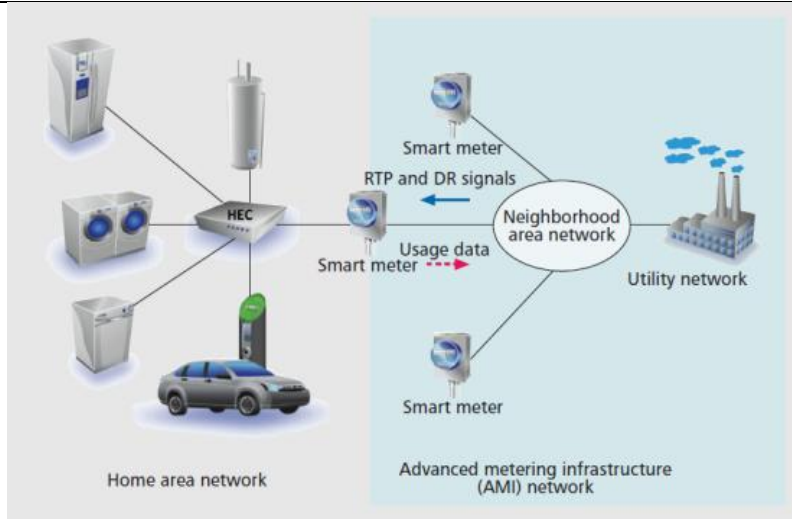 Smart meter
RTP and DR signals
HEC
Neighborhood
area network
Usage data
Smart meter
Utility network
Smart meter
Home area network
Advanced metering infrastructure
(AMI) network